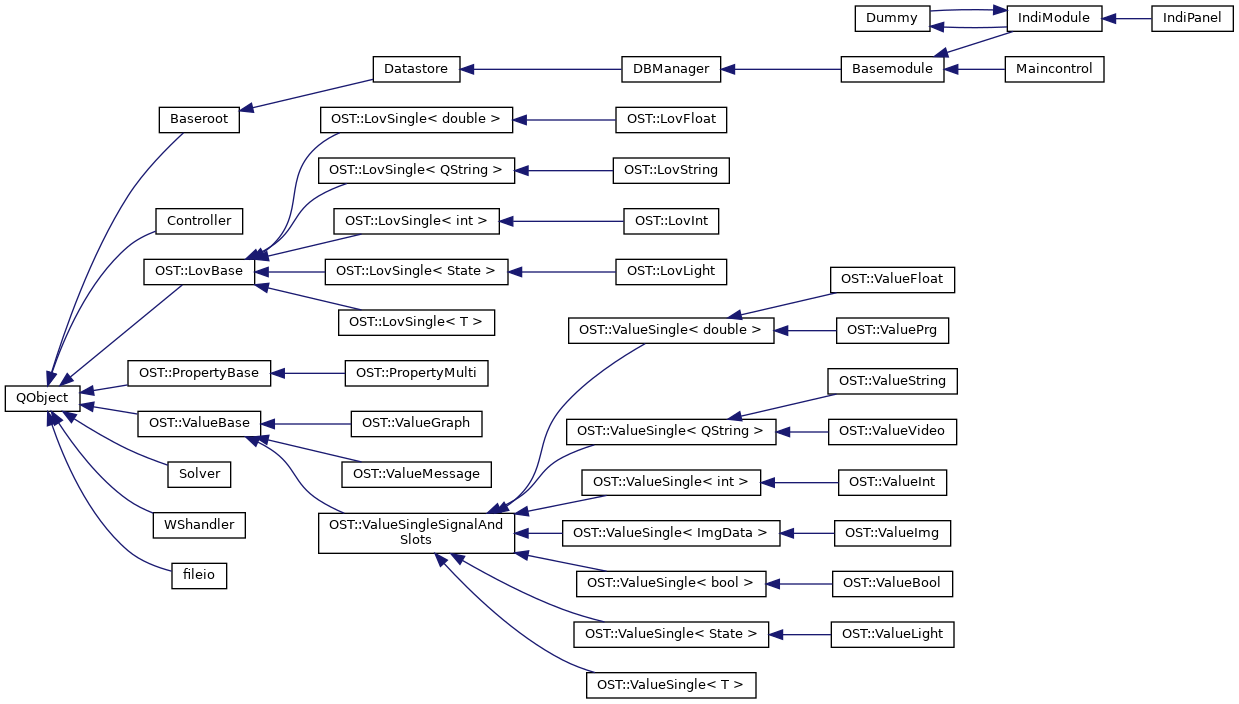 Dummy
IndiModule
IndiPanel
Datastore
DBManager
Basemodule
Maincontrol
Baseroot
OST::LovSingle< double >
OST::LovFloat
OST::LovSingle< QString >
OST::LovString
Controller
OST::LovSingle< int >
OST::LovInt
OST::LovBase
OST::LovSingle< State >
OST::LovLight
OST::ValueFloat
OST::LovSingle< T >
OST::ValueSingle< double >
OST::ValuePrg
OST::PropertyBase
OST::PropertyMulti
OST::ValueString
QObject
OST::ValueBase
OST::ValueGraph
OST::ValueSingle< QString >
OST::ValueVideo
Solver
OST::ValueMessage
OST::ValueSingle< int >
OST::ValueInt
WShandler
OST::ValueSingleSignalAnd
Slots
OST::ValueSingle< ImgData >
OST::ValueImg
fileio
OST::ValueSingle< bool >
OST::ValueBool
OST::ValueSingle< State >
OST::ValueLight
OST::ValueSingle< T >